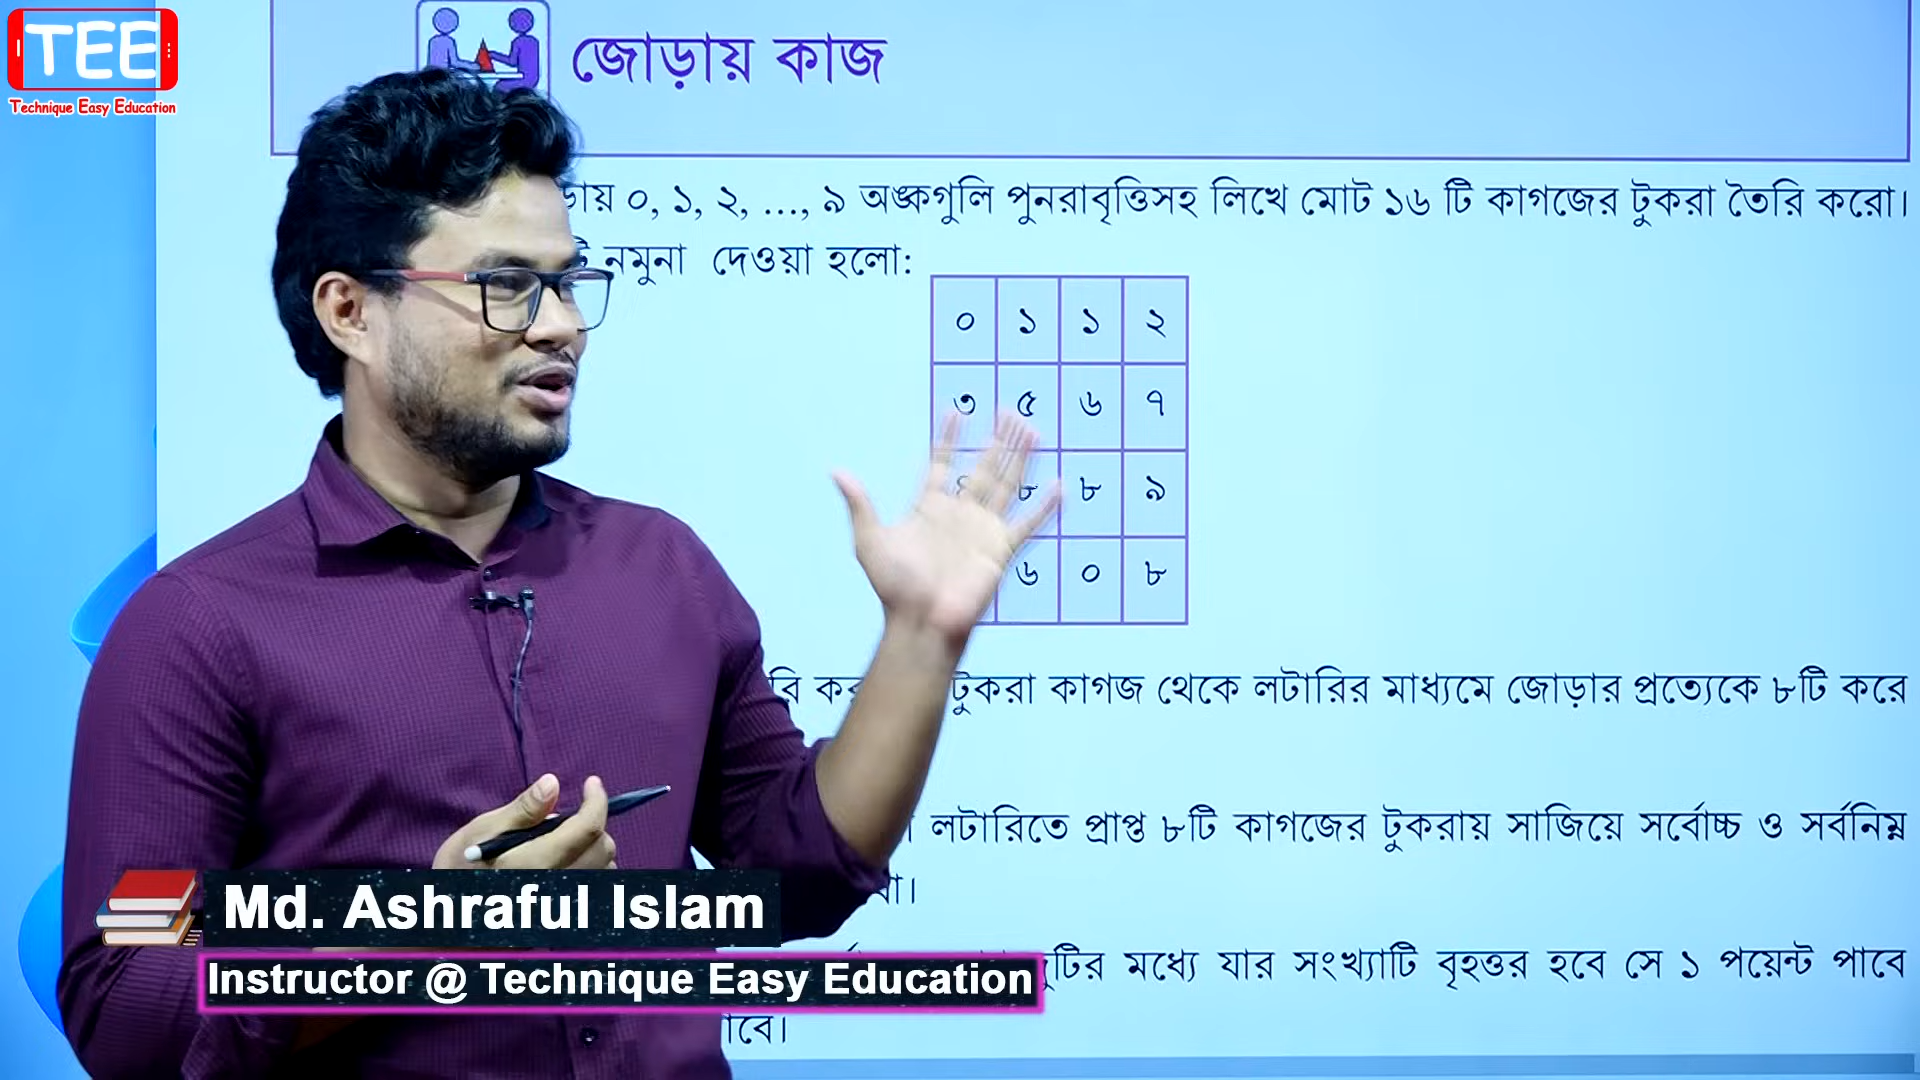 TEE
Technique Easy Education
জোড়ায় কাজ
০, ১, ২, ..., ৯ অঙ্কগুলি পুনরাবৃত্তিসহ লিখে মোট ১৬ টি কাগজের টুকরা তৈরি করো।
নমুনা দেওয়া হলো:
০ ১ ১ ২
৩ ৫ ৬ ৭
৮ ৮ ৯
৬ ০ ৮
টুকরা কাগজ থেকে লটারির মাধ্যমে জোড়ার প্রত্যেকে ৮টি করে
লটারিতে প্রাপ্ত ৮টি কাগজের টুকরায় সাজিয়ে সর্বোচ্চ ও সর্বনিম্ন
মধ্যে যার সংখ্যাটি বৃহত্তর হবে সে ১ পয়েন্ট পাবে
Md. Ashraful Islam
Instructor @ Technique Easy Education